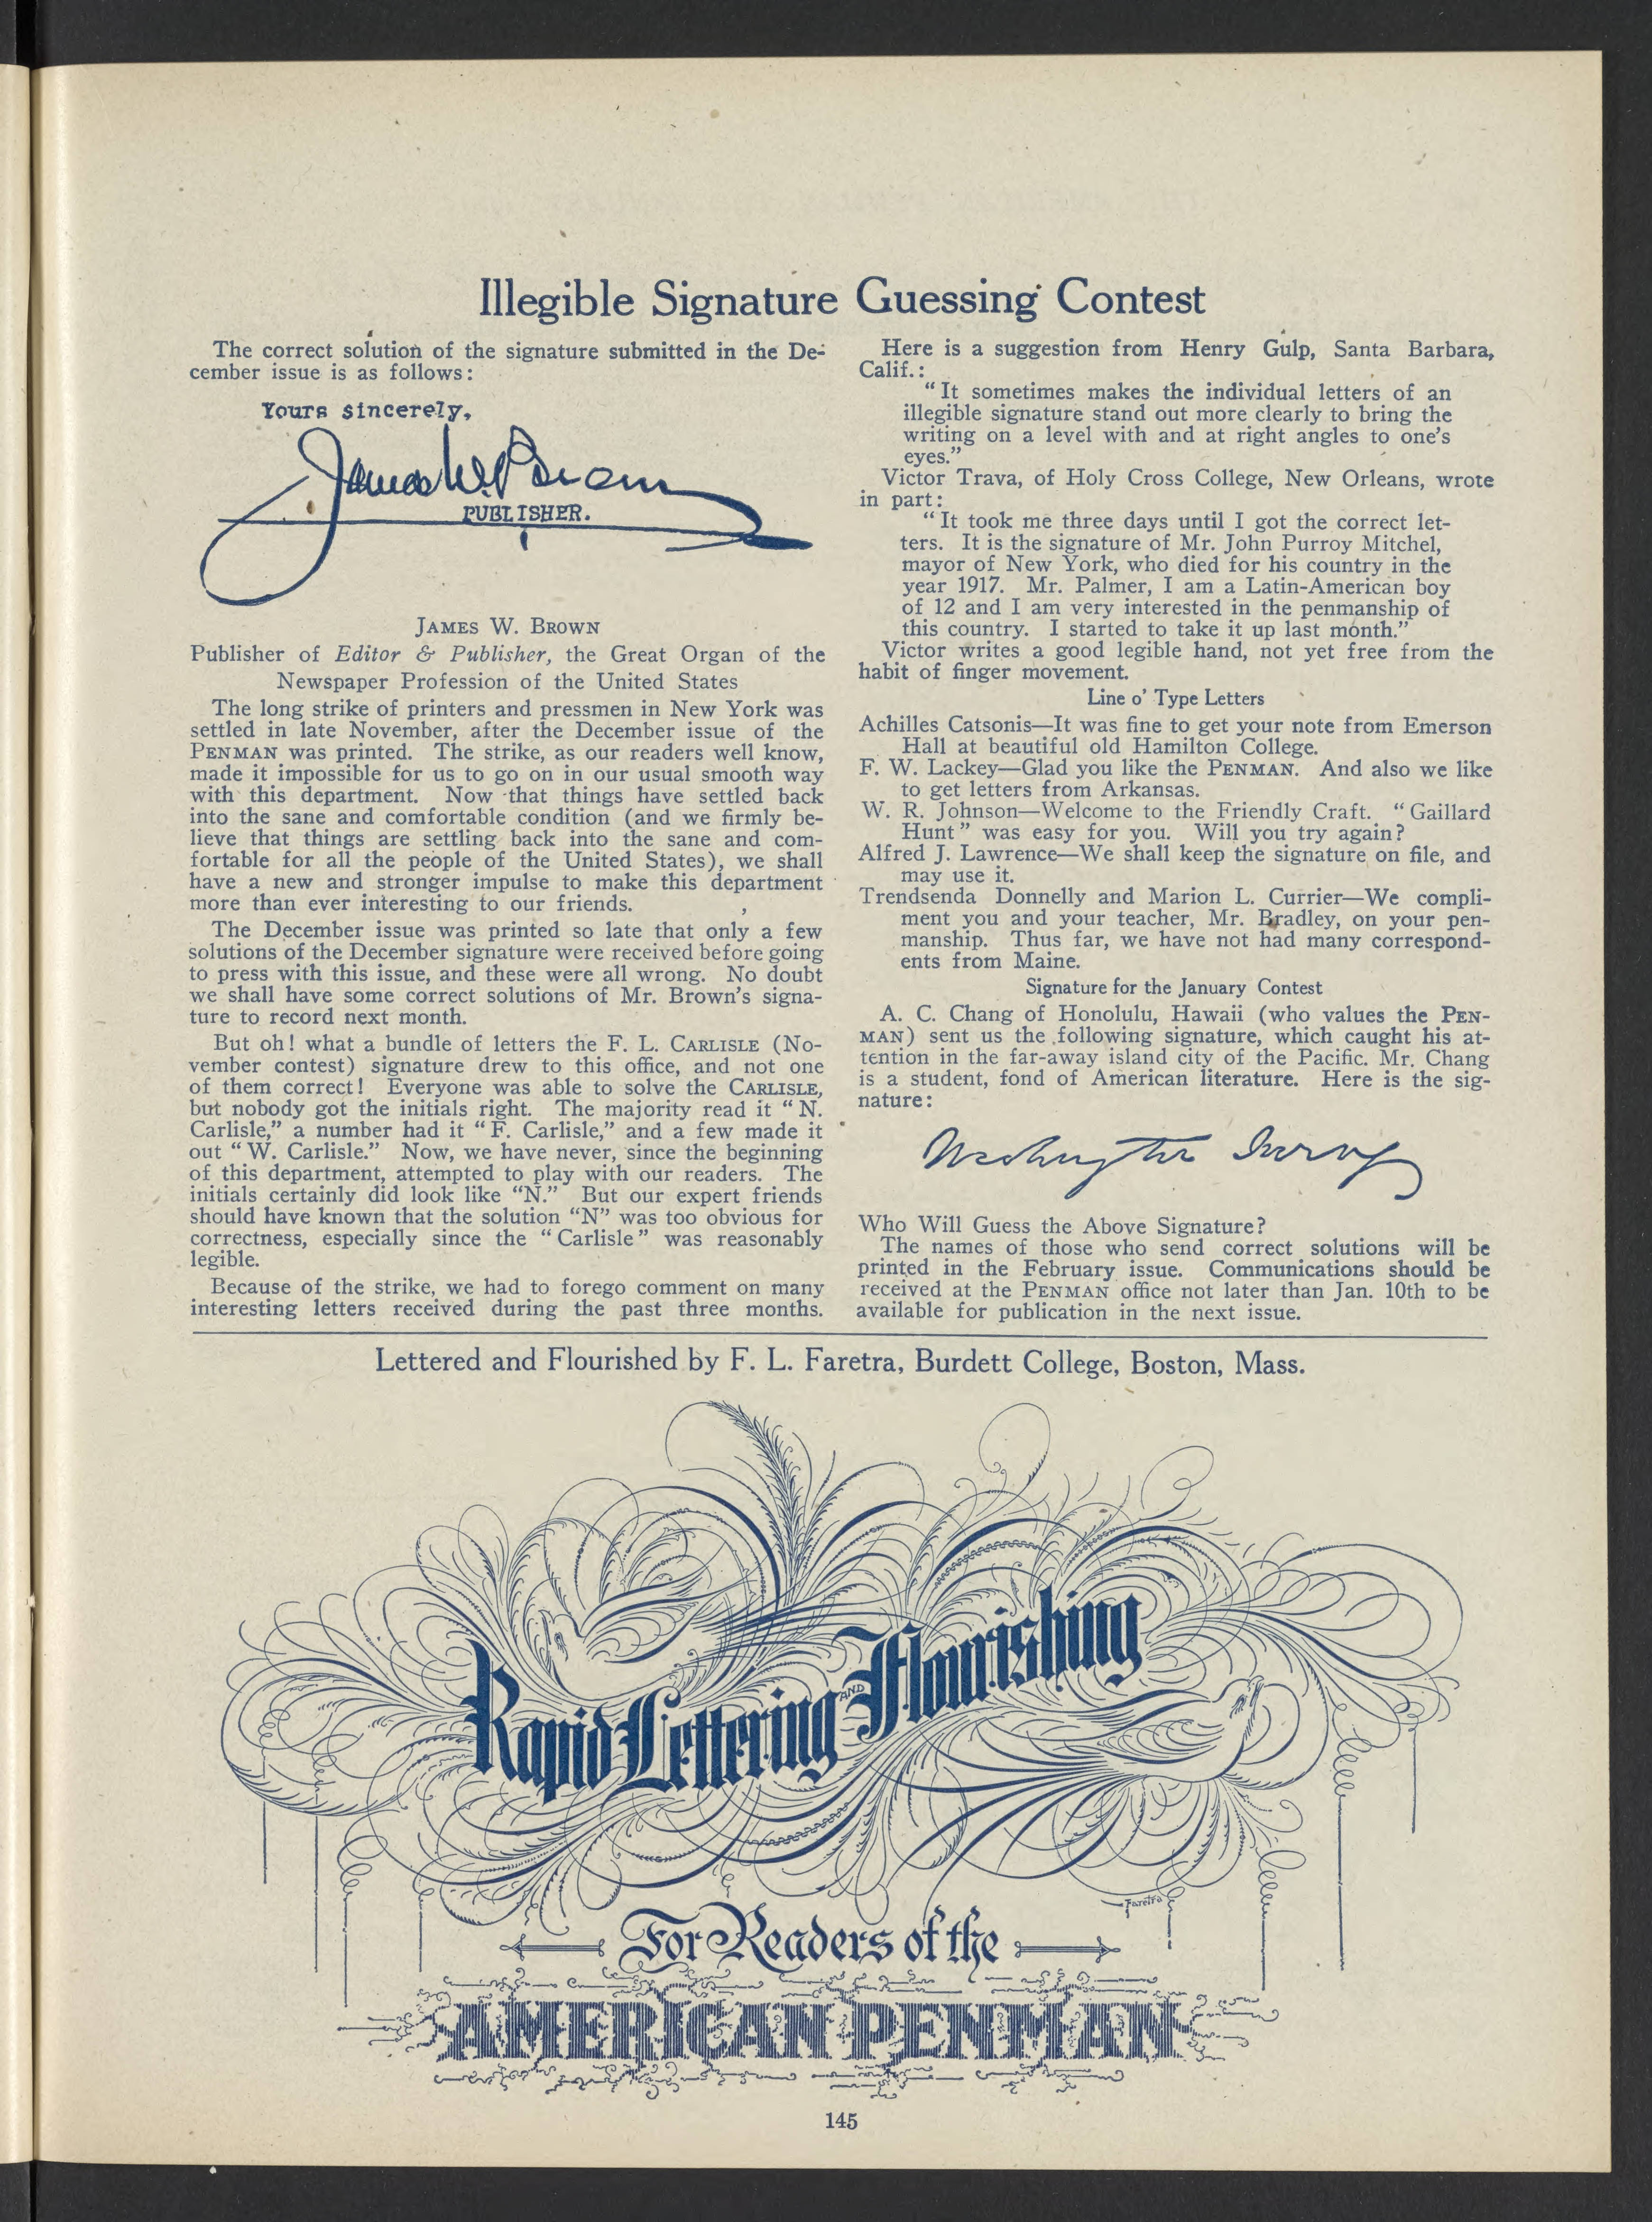 Illegible Signature Guessing Contest
The correct solution of the signature submitted in the De-
cember issue is as follows:
Yours sincerely,
James W. Brown
PUBLISHER.
JAMES W. BROWN
Publisher of Editor & Publisher, the Great Organ of the
Newspaper Profession of the United States
The long strike of printers and pressmen in New York was
settled in late November, after the December issue of the
PENMAN was printed. The strike, as our readers well know,
made it impossible for us to go on in our usual smooth way
with this department. Now that things have settled back
into the sane and comfortable condition (and we firmly be-
lieve that things are settling back into the sane and com-
fortable for all the people of the United States), we shall
have a new and stronger impulse to make this department
more than ever interesting to our friends.
The December issue was printed so late that only a few
solutions of the December signature were received before going
to press with this issue, and these were all wrong. No doubt
we shall have some correct solutions of Mr. Brown's signa-
ture to record next month.
But oh! what a bundle of letters the F. L. CARLISLE (No-
vember contest) signature drew to this office, and not one
of them correct! Everyone was able to solve the CARLISLE,
but nobody got the initials right. The majority read it "N.
Carlisle," a number had it "F. Carlisle," and a few made it
out "W. Carlisle." Now, we have never, since the beginning
of this department, attempted to play with our readers. The
initials certainly did look like "N." But our expert friends
should have known that the solution "N" was too obvious for
correctness, especially since the "Carlisle" was reasonably
legible.
Because of the strike, we had to forego comment on many
interesting letters received during the past three months.
Here is a suggestion from Henry Gulp, Santa Barbara,
Calif.:
"It sometimes makes the individual letters of an
illegible signature stand out more clearly to bring the
writing on a level with and at right angles to one's
eyes."
Victor Trava, of Holy Cross College, New Orleans, wrote
in part:
"It took me three days until I got the correct let-
ters. It is the signature of Mr. John Purroy Mitchel,
mayor of New York, who died for his country in the
year 1917. Mr. Palmer, I am a Latin-American boy
of 12 and I am very interested in the penmanship of
this country. I started to take it up last month."
Victor writes a good legible hand, not yet free from the
habit of finger movement.
Line o' Type Letters
Achilles Catsonis—It was fine to get your note from Emerson
Hall at beautiful old Hamilton College.
F. W. Lackey—Glad you like the PENMAN. And also we like
to get letters from Arkansas.
W. R. Johnson—Welcome to the Friendly Craft. "Gaillard
Hunt" was easy for you. Will you try again?
Alfred J. Lawrence—We shall keep the signature on file, and
may use it.
Trendsenda Donnelly and Marion L. Currier—We compli-
ment you and your teacher, Mr. Bradley, on your pen-
manship. Thus far, we have not had many correspond-
ents from Maine.
Signature for the January Contest
A. C. Chang of Honolulu, Hawaii (who values the PEN-
MAN) sent us the following signature, which caught his at-
tention in the far-away island city of the Pacific. Mr. Chang
is a student, fond of American literature. Here is the sig-
nature:
Washington Irving
Who Will Guess the Above Signature?
The names of those who send correct solutions will be
printed in the February issue. Communications should be
received at the PENMAN office not later than Jan. 10th to be
available for publication in the next issue.
Lettered and Flourished by F. L. Faretra, Burdett College, Boston, Mass.
Rapid Lettering AND Flourishing
Faretra
For Readers of the
AMERICAN PENMAN
145